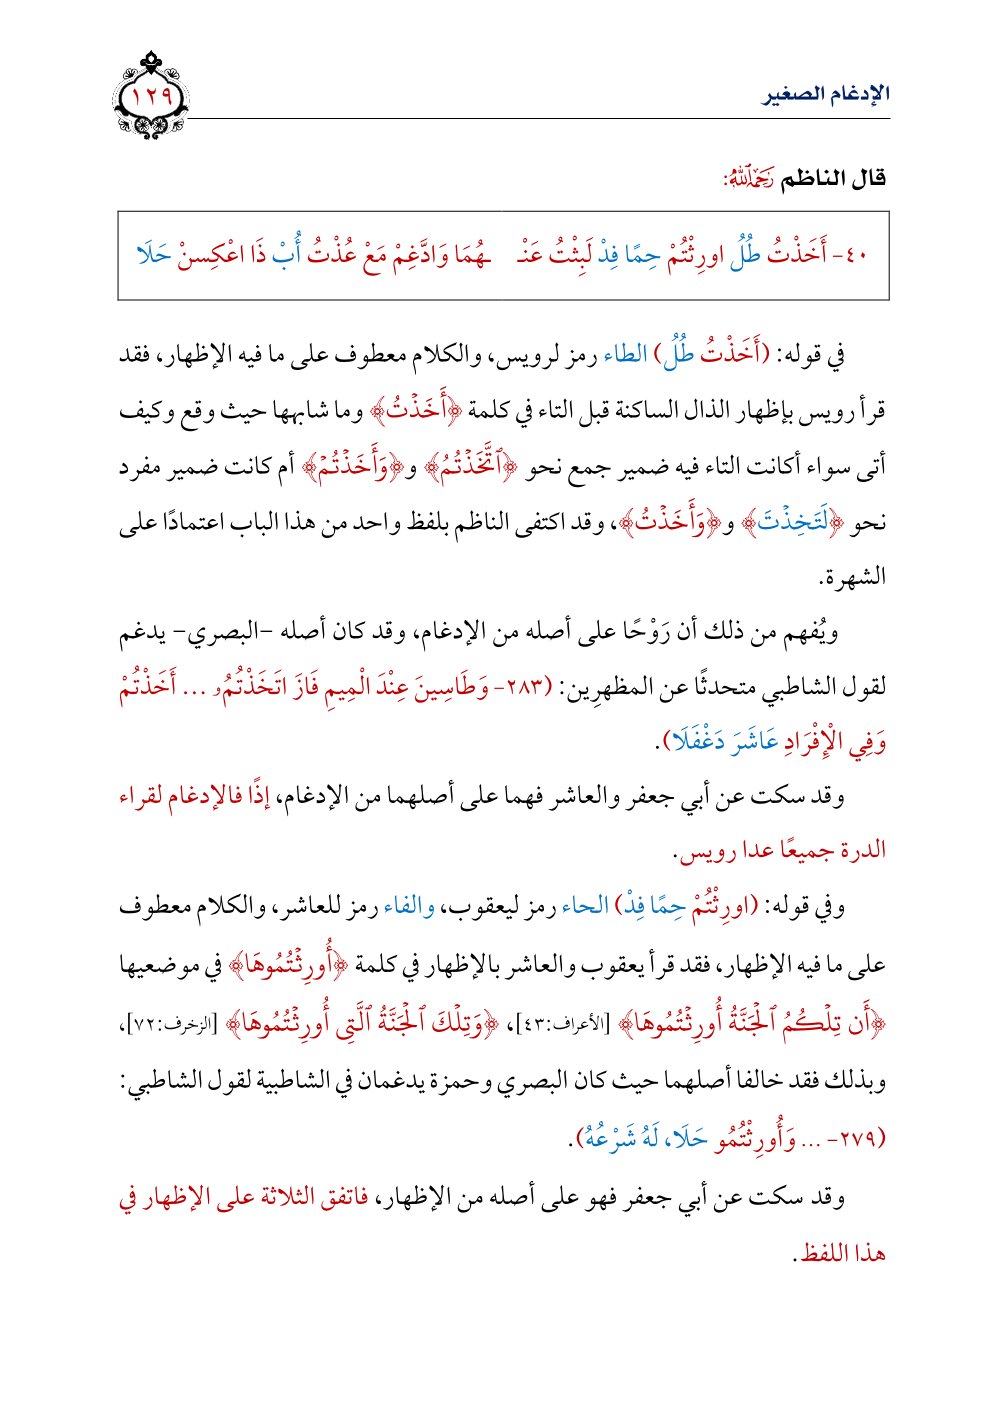 الإدغام الصغير
١٢٩
قال الناظم رَحِمَهُ ٱللَّهُ:
٤٠- أَخَذْتُ طُلُ اورِثْتُمْ حِمًا فِدْ لَبِثْتُ عَنْـ ـهُمَا وَادَّغِمْ مَعْ عُذْتُ أُبْ ذَا اعْكِسنْ حَلَا
في قوله: (أَخَذْتُ طُلُ) الطاء رمز لرويس، والكلام معطوف على ما فيه الإظهار، فقد
قرأ رويس بإظهار الذال الساكنة قبل التاء في كلمة ﴿أَخَذۡتُ﴾ وما شابهها حيث وقع وكيف
أتى سواء أكانت التاء فيه ضمير جمع نحو ﴿ٱتَّخَذۡتُمُ﴾ و﴿وَأَخَذۡتُمۡ﴾ أم كانت ضمير مفرد
نحو ﴿لَتَخِذۡتَ﴾ و﴿وَأَخَذۡتُ﴾، وقد اكتفى الناظم بلفظ واحد من هذا الباب اعتمادًا على
الشهرة.
ويُفهم من ذلك أن رَوْحًا على أصله من الإدغام، وقد كان أصله –البصري– يدغم
لقول الشاطبي متحدثًا عن المظهرِين: (٢٨٣- وَطَاسِينَ عِنْدَ الْمِيمِ فَازَ اتَخَذْتُمُۥ ... أَخَذْتُمْ
وَفِي الْإِفْرَادِ عَاشَرَ دَغْفَلَا).
وقد سكت عن أبي جعفر والعاشر فهما على أصلهما من الإدغام، إذًا فالإدغام لقراء
الدرة جميعًا عدا رويس.
وفي قوله: (اورِثْتُمْ حِمًا فِدْ) الحاء رمز ليعقوب، والفاء رمز للعاشر، والكلام معطوف
على ما فيه الإظهار، فقد قرأ يعقوب والعاشر بالإظهار في كلمة ﴿أُورِثۡتُمُوهَا﴾ في موضعيها
﴿أَن تِلۡكُمُ ٱلۡجَنَّةُ أُورِثۡتُمُوهَا﴾ [الأعراف:٤٣]، ﴿وَتِلۡكَ ٱلۡجَنَّةُ ٱلَّتِي أُورِثۡتُمُوهَا﴾ [الزخرف:٧٢]،
وبذلك فقد خالفا أصلهما حيث كان البصري وحمزة يدغمان في الشاطبية لقول الشاطبي:
(٢٧٩- ... وَأُورِثْتُمُو حَلَا، لَهُ شَرْعُهُ).
وقد سكت عن أبي جعفر فهو على أصله من الإظهار، فاتفق الثلاثة على الإظهار في
هذا اللفظ.